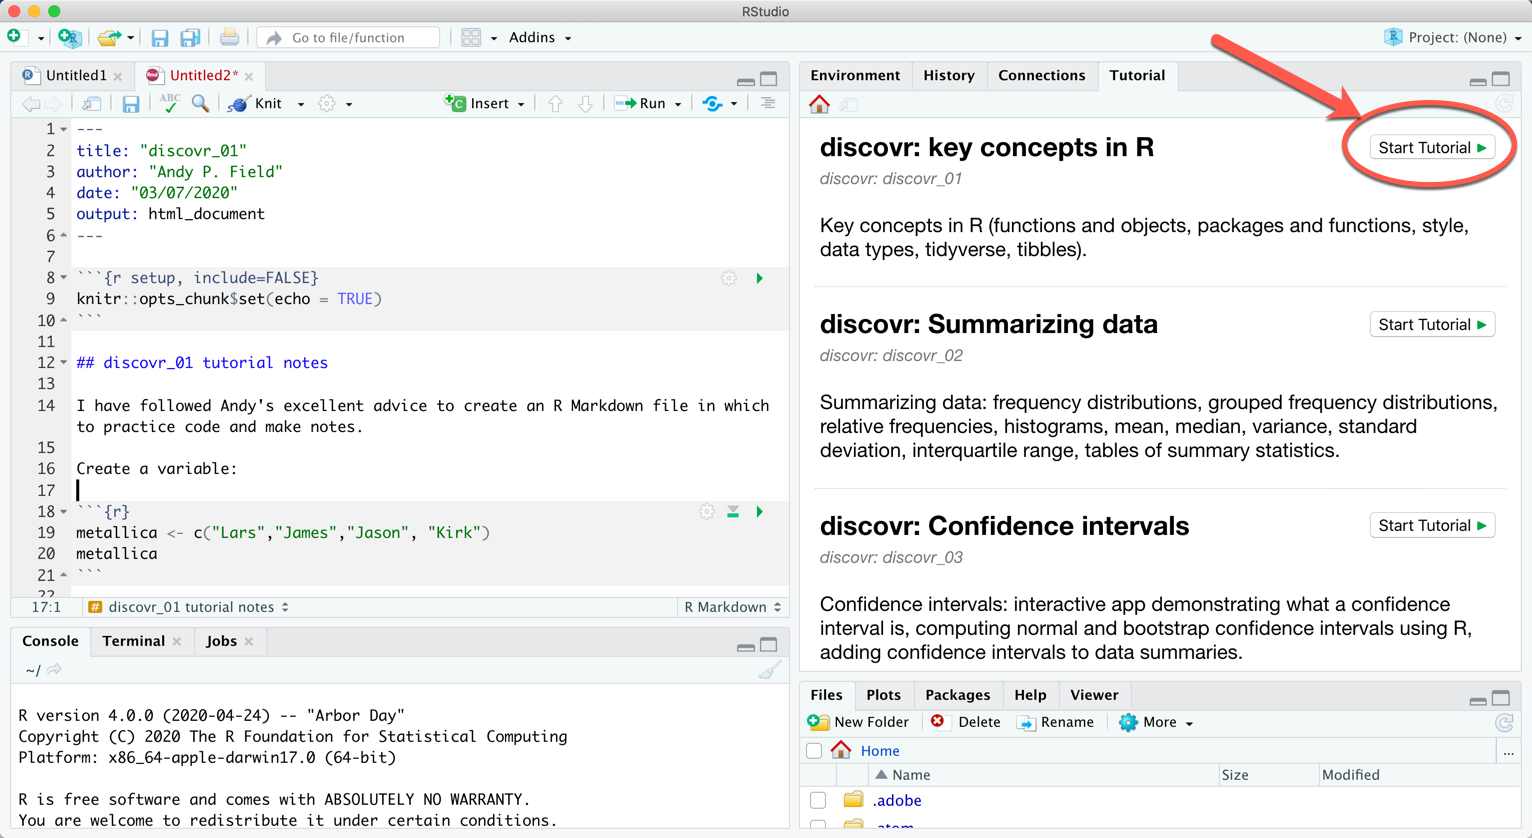 RStudio
Go to file/function
Addins
Project: (None)
Untitled1
Untitled2*
ABC
Knit
Insert
Run
1 ---
2 title: "discovr_01"
3 author: "Andy P. Field"
4 date: "03/07/2020"
5 output: html_document
6 ---
7
8 ```{r setup, include=FALSE}
9 knitr::opts_chunk$set(echo = TRUE)
10 ```
11
12 ## discovr_01 tutorial notes
13
14 I have followed Andy's excellent advice to create an R Markdown file in which
to practice code and make notes.
15
16 Create a variable:
17
18 ```{r}
19 metallica <- c("Lars","James","Jason", "Kirk")
20 metallica
21 ```
22
17:1 # discovr_01 tutorial notes R Markdown
Console Terminal Jobs
~/
R version 4.0.0 (2020-04-24) -- "Arbor Day"
Copyright (C) 2020 The R Foundation for Statistical Computing
Platform: x86_64-apple-darwin17.0 (64-bit)
R is free software and comes with ABSOLUTELY NO WARRANTY.
You are welcome to redistribute it under certain conditions.
Environment History Connections Tutorial
discovr: key concepts in R
Start Tutorial
discovr: discovr_01
Key concepts in R (functions and objects, packages and functions, style,
data types, tidyverse, tibbles).
discovr: Summarizing data
Start Tutorial
discovr: discovr_02
Summarizing data: frequency distributions, grouped frequency distributions,
relative frequencies, histograms, mean, median, variance, standard
deviation, interquartile range, tables of summary statistics.
discovr: Confidence intervals
Start Tutorial
discovr: discovr_03
Confidence intervals: interactive app demonstrating what a confidence
interval is, computing normal and bootstrap confidence intervals using R,
adding confidence intervals to data summaries.
Files Plots Packages Help Viewer
New Folder Delete Rename More
Home ...
Name Size Modified
.adobe
.atom